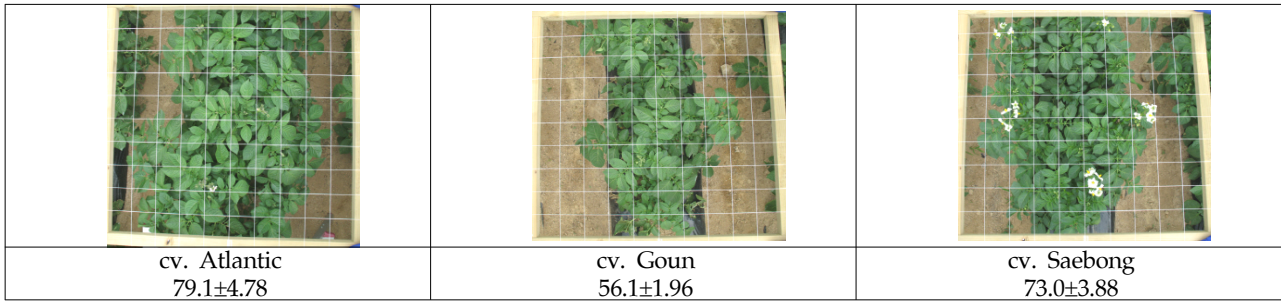 cv. Atlantic
79.1±4.78
cv. Goun
56.1±1.96
cv. Saebong
73.0±3.88